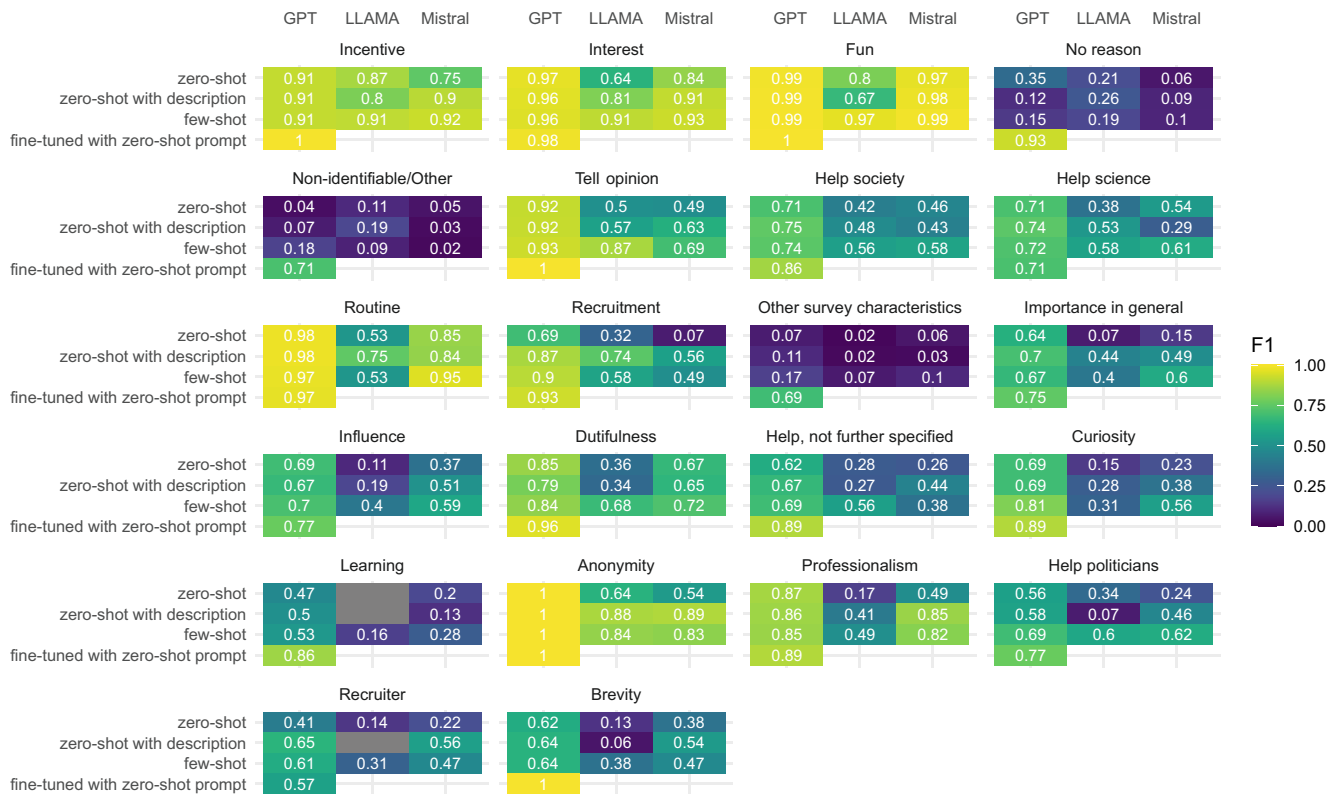 GPT LLAMA Mistral GPT LLAMA Mistral GPT LLAMA Mistral GPT LLAMA Mistral
Incentive Interest Fun No reason
zero-shot 0.91 0.87 0.75 0.97 0.64 0.84 0.99 0.8 0.97 0.35 0.21 0.06
zero-shot with description 0.91 0.8 0.9 0.96 0.81 0.91 0.99 0.67 0.98 0.12 0.26 0.09
few-shot 0.91 0.91 0.92 0.96 0.91 0.93 0.99 0.97 0.99 0.15 0.19 0.1
fine-tuned with zero-shot prompt 1 0.98 1 0.93
Non-identifiable/Other Tell opinion Help society Help science
zero-shot 0.04 0.11 0.05 0.92 0.5 0.49 0.71 0.42 0.46 0.71 0.38 0.54
zero-shot with description 0.07 0.19 0.03 0.92 0.57 0.63 0.75 0.48 0.43 0.74 0.53 0.29
few-shot 0.18 0.09 0.02 0.93 0.87 0.69 0.74 0.56 0.58 0.72 0.58 0.61
fine-tuned with zero-shot prompt 0.71 1 0.86 0.71
Routine Recruitment Other survey characteristics Importance in general
zero-shot 0.98 0.53 0.85 0.69 0.32 0.07 0.07 0.02 0.06 0.64 0.07 0.15
zero-shot with description 0.98 0.75 0.84 0.87 0.74 0.56 0.11 0.02 0.03 0.7 0.44 0.49
few-shot 0.97 0.53 0.95 0.9 0.58 0.49 0.17 0.07 0.1 0.67 0.4 0.6
fine-tuned with zero-shot prompt 0.97 0.93 0.69 0.75
Influence Dutifulness Help, not further specified Curiosity
zero-shot 0.69 0.11 0.37 0.85 0.36 0.67 0.62 0.28 0.26 0.69 0.15 0.23
zero-shot with description 0.67 0.19 0.51 0.79 0.34 0.65 0.67 0.27 0.44 0.69 0.28 0.38
few-shot 0.7 0.4 0.59 0.84 0.68 0.72 0.69 0.56 0.38 0.81 0.31 0.56
fine-tuned with zero-shot prompt 0.77 0.96 0.89 0.89
Learning Anonymity Professionalism Help politicians
zero-shot 0.47 0.2 1 0.64 0.54 0.87 0.17 0.49 0.56 0.34 0.24
zero-shot with description 0.5 0.13 1 0.88 0.89 0.86 0.41 0.85 0.58 0.07 0.46
few-shot 0.53 0.16 0.28 1 0.84 0.83 0.85 0.49 0.82 0.69 0.6 0.62
fine-tuned with zero-shot prompt 0.86 1 0.89 0.77
Recruiter Brevity
zero-shot 0.41 0.14 0.22 0.62 0.13 0.38
zero-shot with description 0.65 0.56 0.64 0.06 0.54
few-shot 0.61 0.31 0.47 0.64 0.38 0.47
fine-tuned with zero-shot prompt 0.57 1
F1
1.00
0.75
0.50
0.25
0.00